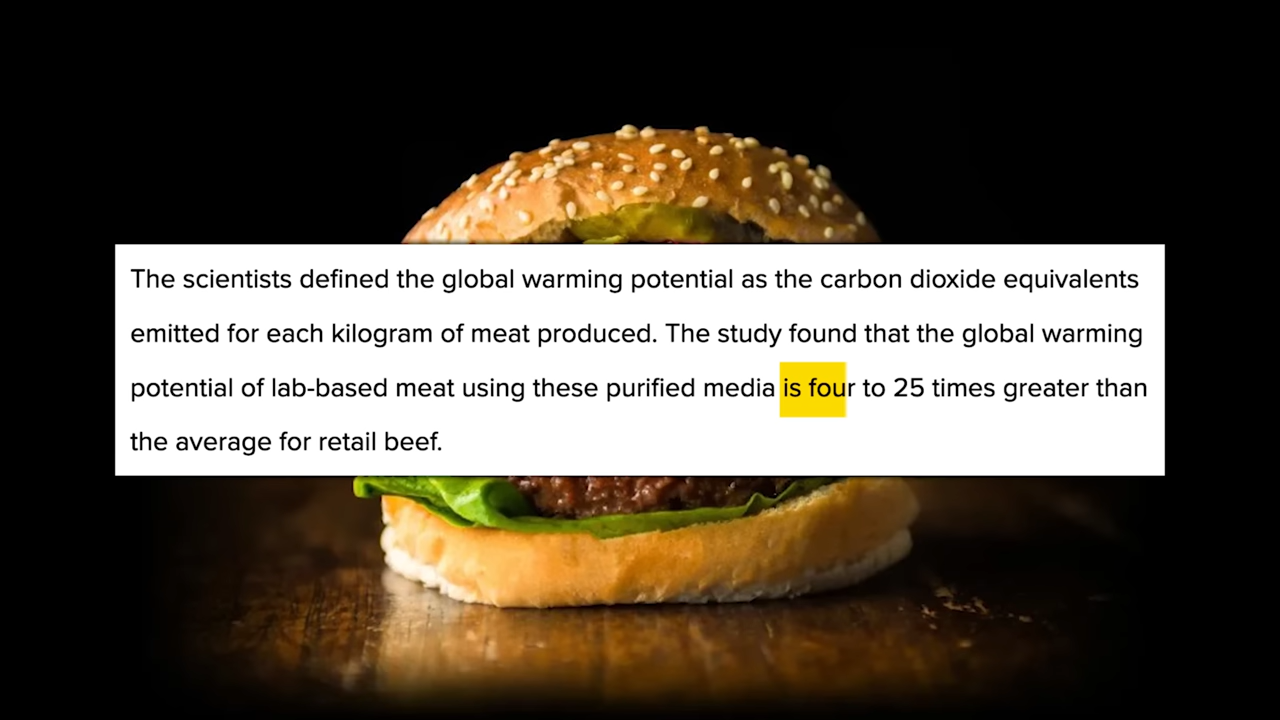 The scientists defined the global warming potential as the carbon dioxide equivalents
emitted for each kilogram of meat produced. The study found that the global warming
potential of lab-based meat using these purified media is four to 25 times greater than
the average for retail beef.